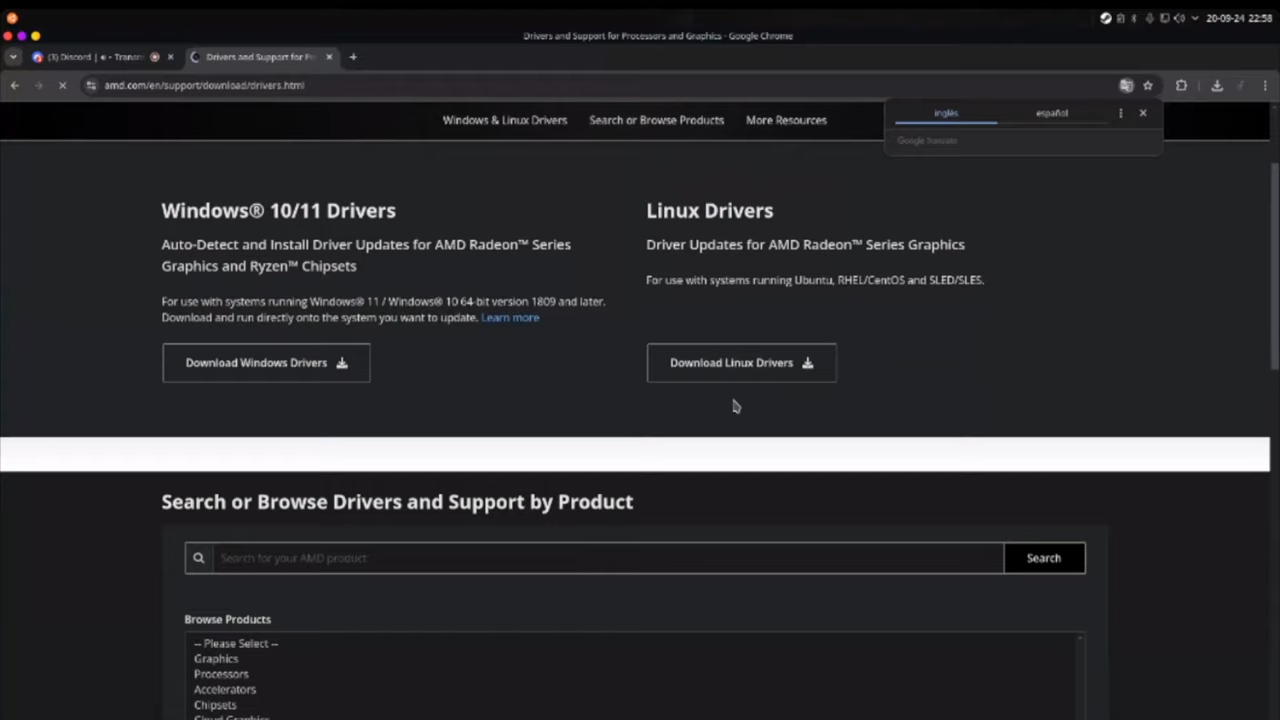 20-09-24 22:58
Drivers and Support for Processors and Graphics - Google Chrome
(3) Discord |
Drivers and Support for
amd.com/en/support/download/drivers.html
Windows & Linux Drivers
Search or Browse Products
More Resources
inglés
español
Google Translate
Windows® 10/11 Drivers
Auto-Detect and Install Driver Updates for AMD Radeon™ Series
Graphics and Ryzen™ Chipsets
For use with systems running Windows® 11 / Windows® 10 64-bit version 1809 and later.
Download and run directly onto the system you want to update. Learn more
Download Windows Drivers
Linux Drivers
Driver Updates for AMD Radeon™ Series Graphics
For use with systems running Ubuntu, RHEL/CentOS and SLED/SLES.
Download Linux Drivers
Search or Browse Drivers and Support by Product
Search for your AMD product
Search
Browse Products
-- Please Select --
Graphics
Processors
Accelerators
Chipsets
Cloud Graphics